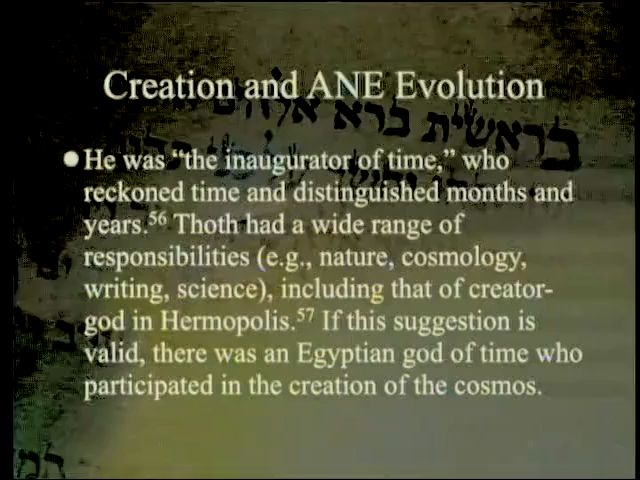 Creation and ANE Evolution
בראשית ברא אלהים
He was “the inaugurator of time,” who
reckoned time and distinguished months and
years.56 Thoth had a wide range of
responsibilities (e.g., nature, cosmology,
writing, science), including that of creator-
god in Hermopolis.57 If this suggestion is
valid, there was an Egyptian god of time who
participated in the creation of the cosmos.